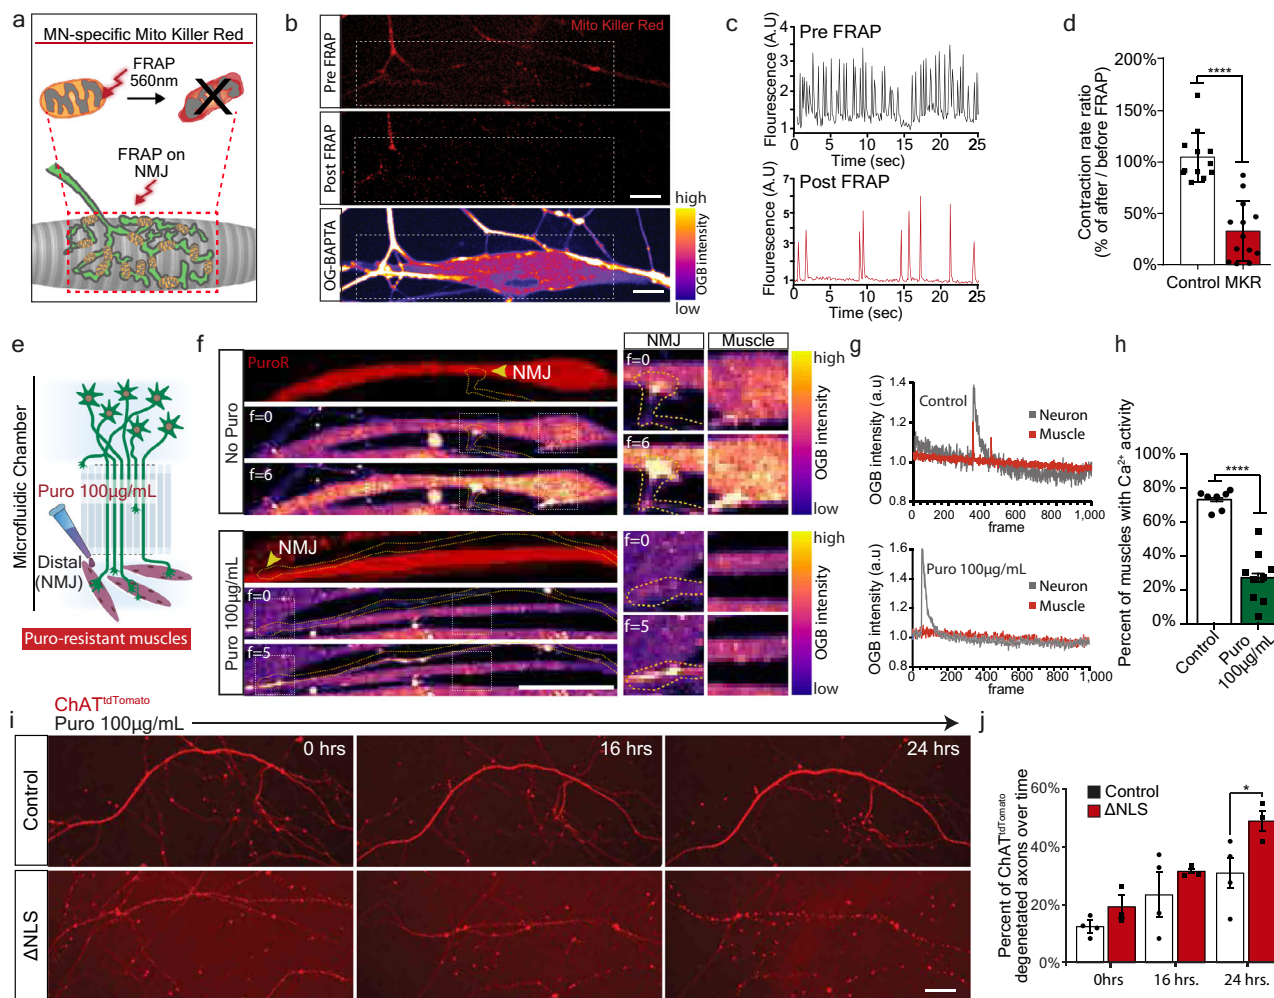 a
MN-specific Mito Killer Red
FRAP
560nm
FRAP on
NMJ
b
Mito Killer Red
Pre FRAP
Post FRAP
OG-BAPTA
high
OGB intensity
low
c
Pre FRAP
Flourescence (A.U)
4
3
2
1
0 5 10 15 20 25
Time (sec)
Post FRAP
Flourescence (A.U)
7
5
3
1
0 5 10 15 20 25
Time (sec)
d
Contraction rate ratio
(% of after / before FRAP)
200%
150%
100%
50%
0%
****
Control MKR
e
Microfluidic Chamber
Puro 100µg/mL
Distal
(NMJ)
Puro-resistant muscles
f
No Puro
PuroR
NMJ
f=0
f=6
NMJ
Muscle
f=0
f=6
high
OGB intensity
low
Puro 100µg/mL
NMJ
f=0
f=5
f=0
f=5
high
OGB intensity
low
g
OGB intensity (a.u)
1.4
1.2
1.0
0.8
Control
Neuron
Muscle
0 200 400 600 800 1,000
frame
OGB intensity (a.u)
1.4
1.2
1.0
0.8
Puro 100µg/mL
Neuron
Muscle
0 200 400 600 800 1,000
frame
h
Percent of muscles with Ca²⁺ activity
100%
80%
60%
40%
20%
0%
****
Control
Puro
100µg/mL
i
ChAT^tdTomato
Puro 100µg/mL
Control
0 hrs
16 hrs
24 hrs
ΔNLS
j
Percent of ChAT^tdTomato
degenetated axons over time
60%
40%
20%
0%
Control
ΔNLS
*
0hrs 16 hrs. 24 hrs.